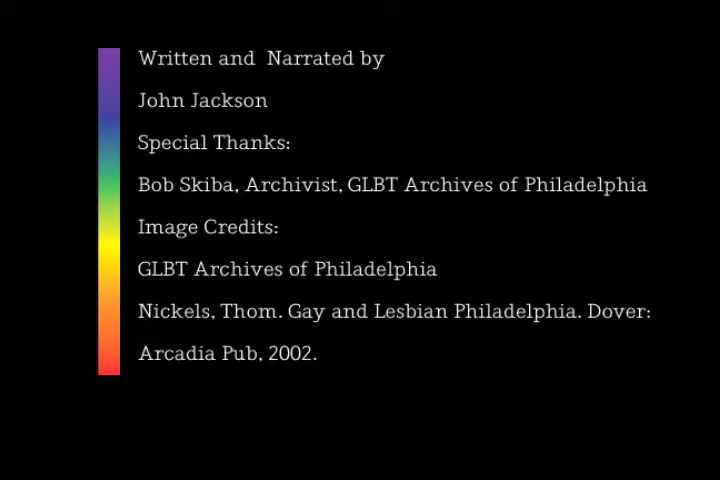 Written and  Narrated by
John Jackson
Special Thanks:
Bob Skiba, Archivist, GLBT Archives of Philadelphia
Image Credits:
GLBT Archives of Philadelphia
Nickels, Thom. Gay and Lesbian Philadelphia. Dover:
Arcadia Pub, 2002.